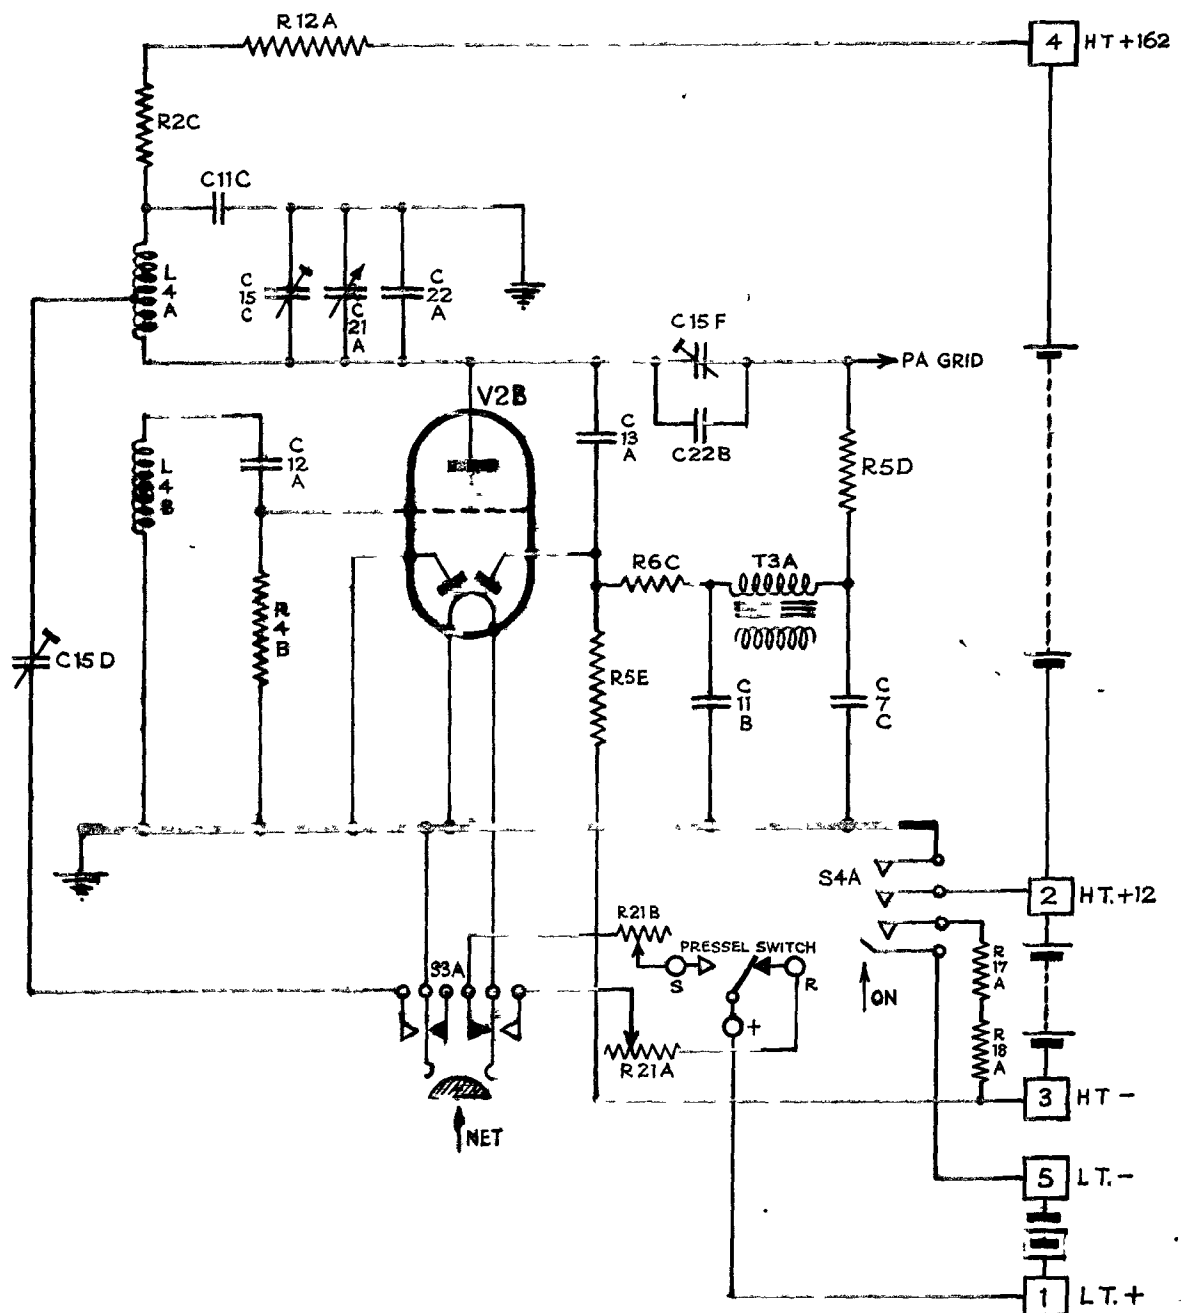 R12A
4 HT+162
R2C
C11C
L
4
A
C
15
C
C
21
A
C
22
A
C15F
PA GRID
V2B
C
13
A
C22B
R5D
L
4
B
C
12
A
R6C
T3A
R
4
B
C15D
R5E
C
11
B
C
7
C
S4A
2 HT.+12
R21B
PRESSEL SWITCH
S
R
R
17
A
ON
S3A
+
R21A
R
18
A
3 HT-
NET
5 LT.-
1 LT.+